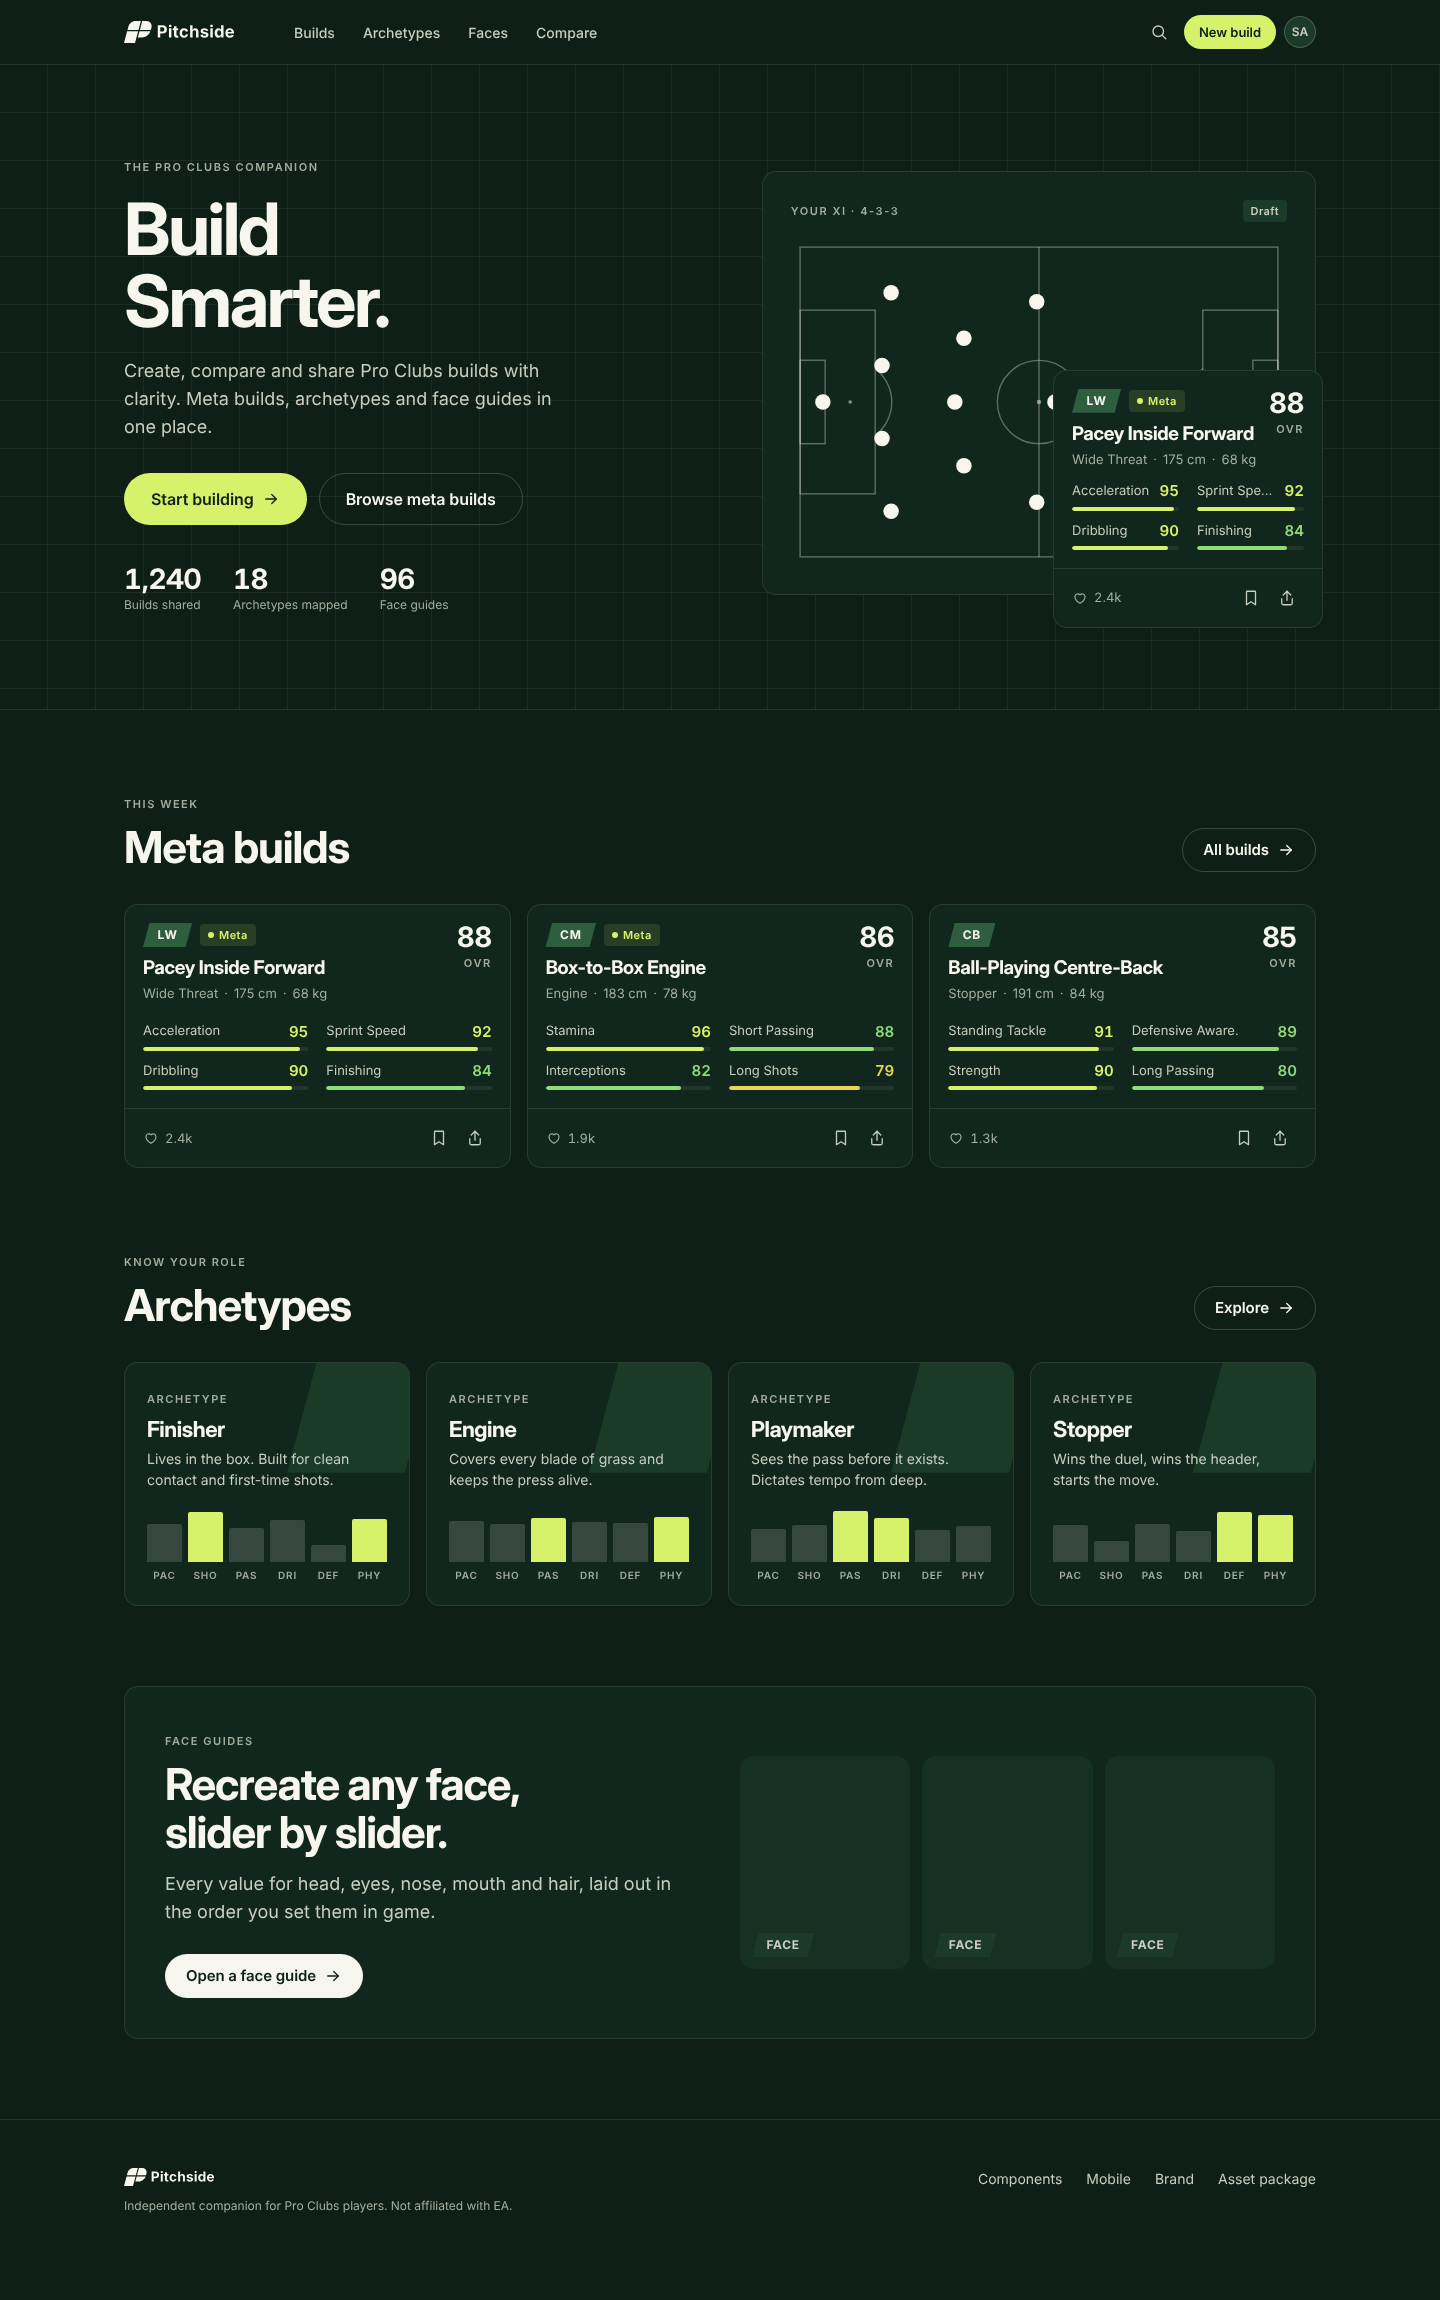 Pitchside
Builds
Archetypes
Faces
Compare
New build
SA
THE PRO CLUBS COMPANION
Build
Smarter.
Create, compare and share Pro Clubs builds with
clarity. Meta builds, archetypes and face guides in
one place.
Start building
Browse meta builds
1,240
Builds shared
18
Archetypes mapped
96
Face guides
YOUR XI · 4-3-3
Draft
LW
Meta
88
OVR
Pacey Inside Forward
Wide Threat · 175 cm · 68 kg
Acceleration 95
Sprint Spe... 92
Dribbling 90
Finishing 84
2.4k
THIS WEEK
Meta builds
All builds
LW
Meta
88
OVR
Pacey Inside Forward
Wide Threat · 175 cm · 68 kg
Acceleration 95
Sprint Speed 92
Dribbling 90
Finishing 84
2.4k
CM
Meta
86
OVR
Box-to-Box Engine
Engine · 183 cm · 78 kg
Stamina 96
Short Passing 88
Interceptions 82
Long Shots 79
1.9k
CB
85
OVR
Ball-Playing Centre-Back
Stopper · 191 cm · 84 kg
Standing Tackle 91
Defensive Aware. 89
Strength 90
Long Passing 80
1.3k
KNOW YOUR ROLE
Archetypes
Explore
ARCHETYPE
Finisher
Lives in the box. Built for clean
contact and first-time shots.
PAC SHO PAS DRI DEF PHY
ARCHETYPE
Engine
Covers every blade of grass and
keeps the press alive.
PAC SHO PAS DRI DEF PHY
ARCHETYPE
Playmaker
Sees the pass before it exists.
Dictates tempo from deep.
PAC SHO PAS DRI DEF PHY
ARCHETYPE
Stopper
Wins the duel, wins the header,
starts the move.
PAC SHO PAS DRI DEF PHY
FACE GUIDES
Recreate any face,
slider by slider.
Every value for head, eyes, nose, mouth and hair, laid out in
the order you set them in game.
Open a face guide
FACE
FACE
FACE
Pitchside
Independent companion for Pro Clubs players. Not affiliated with EA.
Components
Mobile
Brand
Asset package